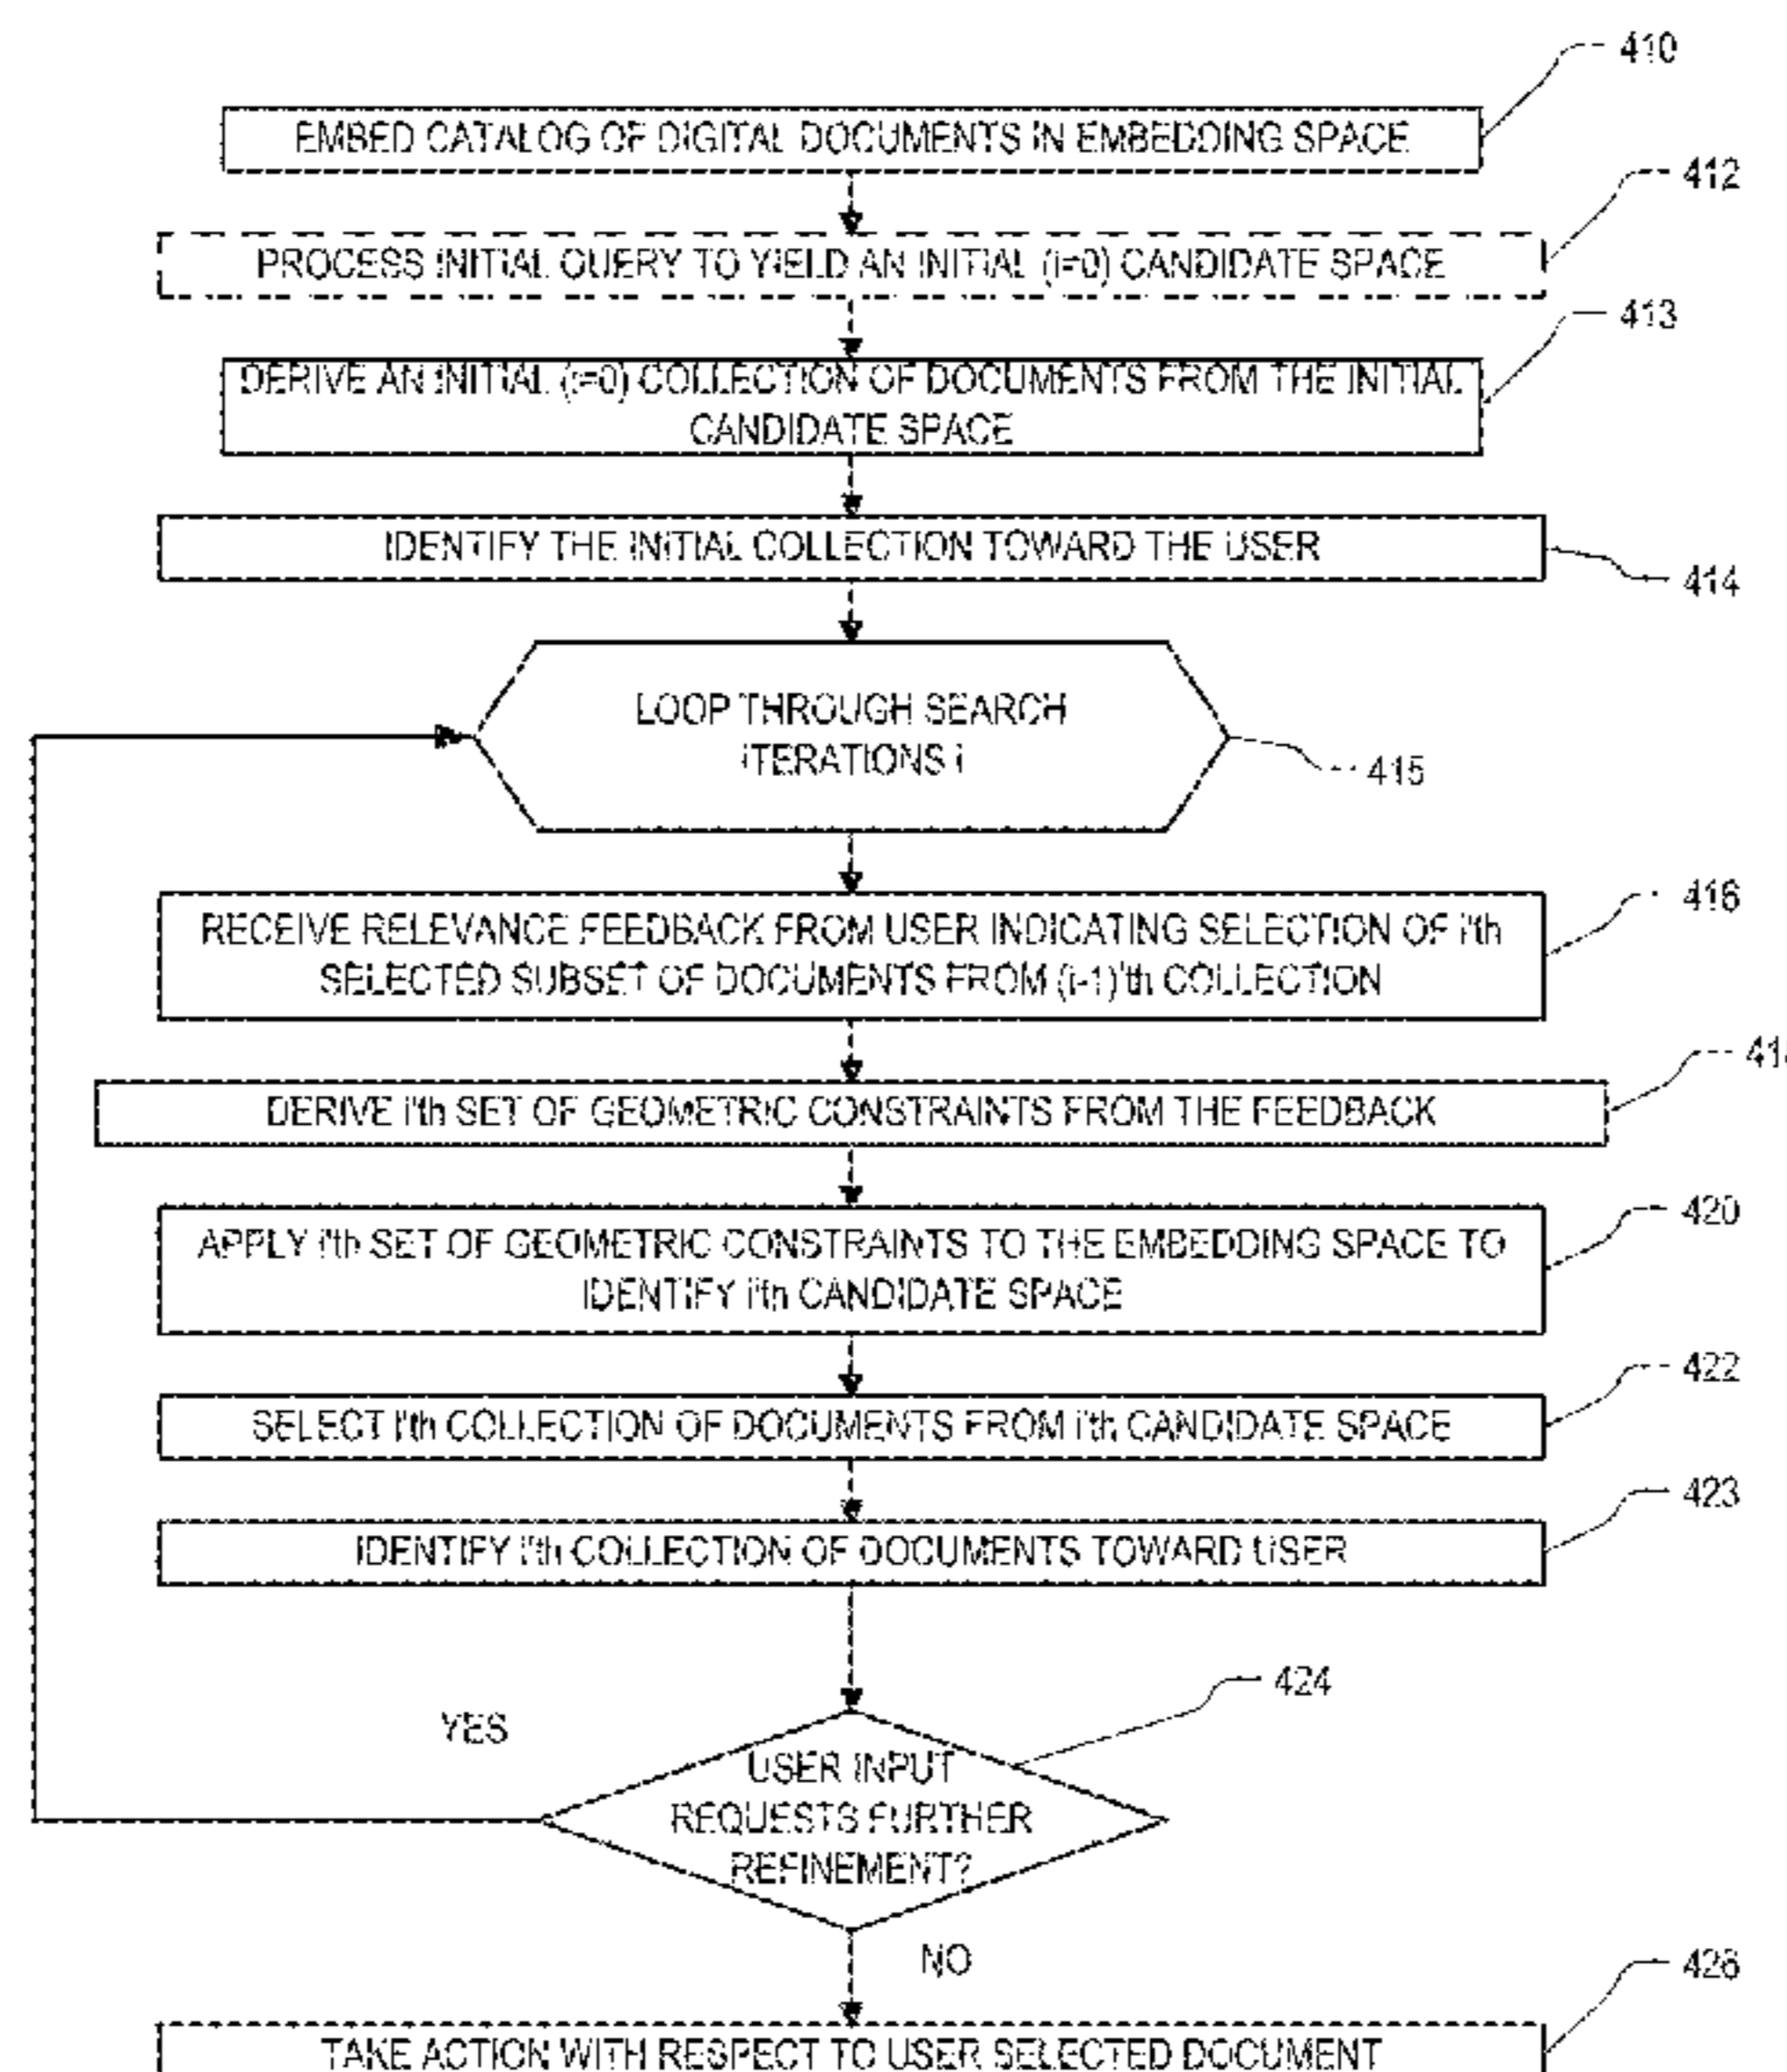 410
EMBED CATALOG OF DIGITAL DOCUMENTS IN EMBEDDING SPACE
412
PROCESS INITIAL QUERY TO YIELD AN INITIAL (i=0) CANDIDATE SPACE
413
DERIVE AN INITIAL (i=0) COLLECTION OF DOCUMENTS FROM THE INITIAL
CANDIDATE SPACE
IDENTIFY THE INITIAL COLLECTION TOWARD THE USER
414
LOOP THROUGH SEARCH
ITERATIONS i
415
416
RECEIVE RELEVANCE FEEDBACK FROM USER INDICATING SELECTION OF i'th
SELECTED SUBSET OF DOCUMENTS FROM (i-1)'th COLLECTION
DERIVE i'th SET OF GEOMETRIC CONSTRAINTS FROM THE FEEDBACK
420
APPLY i'th SET OF GEOMETRIC CONSTRAINTS TO THE EMBEDDING SPACE TO
IDENTIFY i'th CANDIDATE SPACE
422
SELECT i'th COLLECTION OF DOCUMENTS FROM i'th CANDIDATE SPACE
423
IDENTIFY i'th COLLECTION OF DOCUMENTS TOWARD USER
424
YES
USER INPUT
REQUESTS FURTHER
REFINEMENT?
NO
426
TAKE ACTION WITH RESPECT TO USER SELECTED DOCUMENT